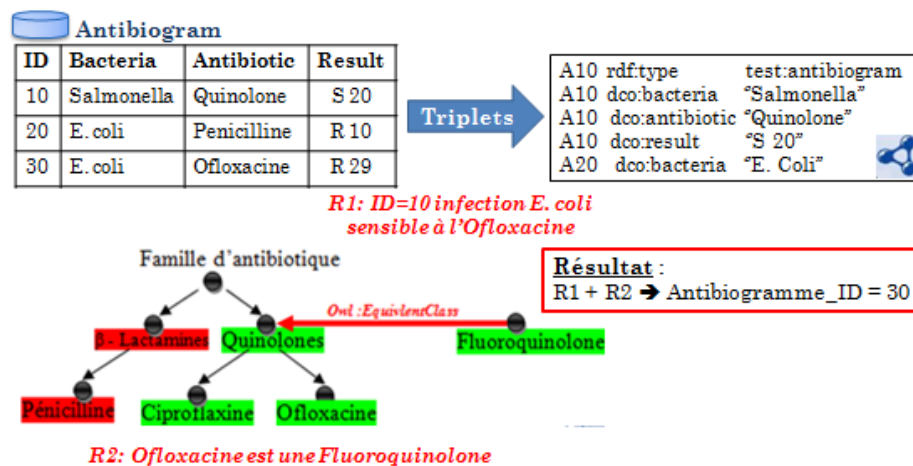 Antibiogram
ID Bacteria Antibiotic Result
10 Salmonella Quinolone S 20
20 E. coli Penicilline R 10
30 E. coli Ofloxacine R 29
Triplets
A10 rdf:type test:antibiogram
A10 dco:bacteria “Salmonella”
A10 dco:antibiotic “Quinolone”
A10 dco:result “S 20”
A20 dco:bacteria “E. Coli”
R1: ID=10 infection E. coli
sensible à l’Ofloxacine
Famille d’antibiotique
Résultat :
R1 + R2 ➔ Antibiogramme_ID = 30
Owl :EquivlentClass
β - Lactamines Quinolones Fluoroquinolone
Pénicilline Ciprotlaxine Ofloxacine
R2: Ofloxacine est une Fluoroquinolone